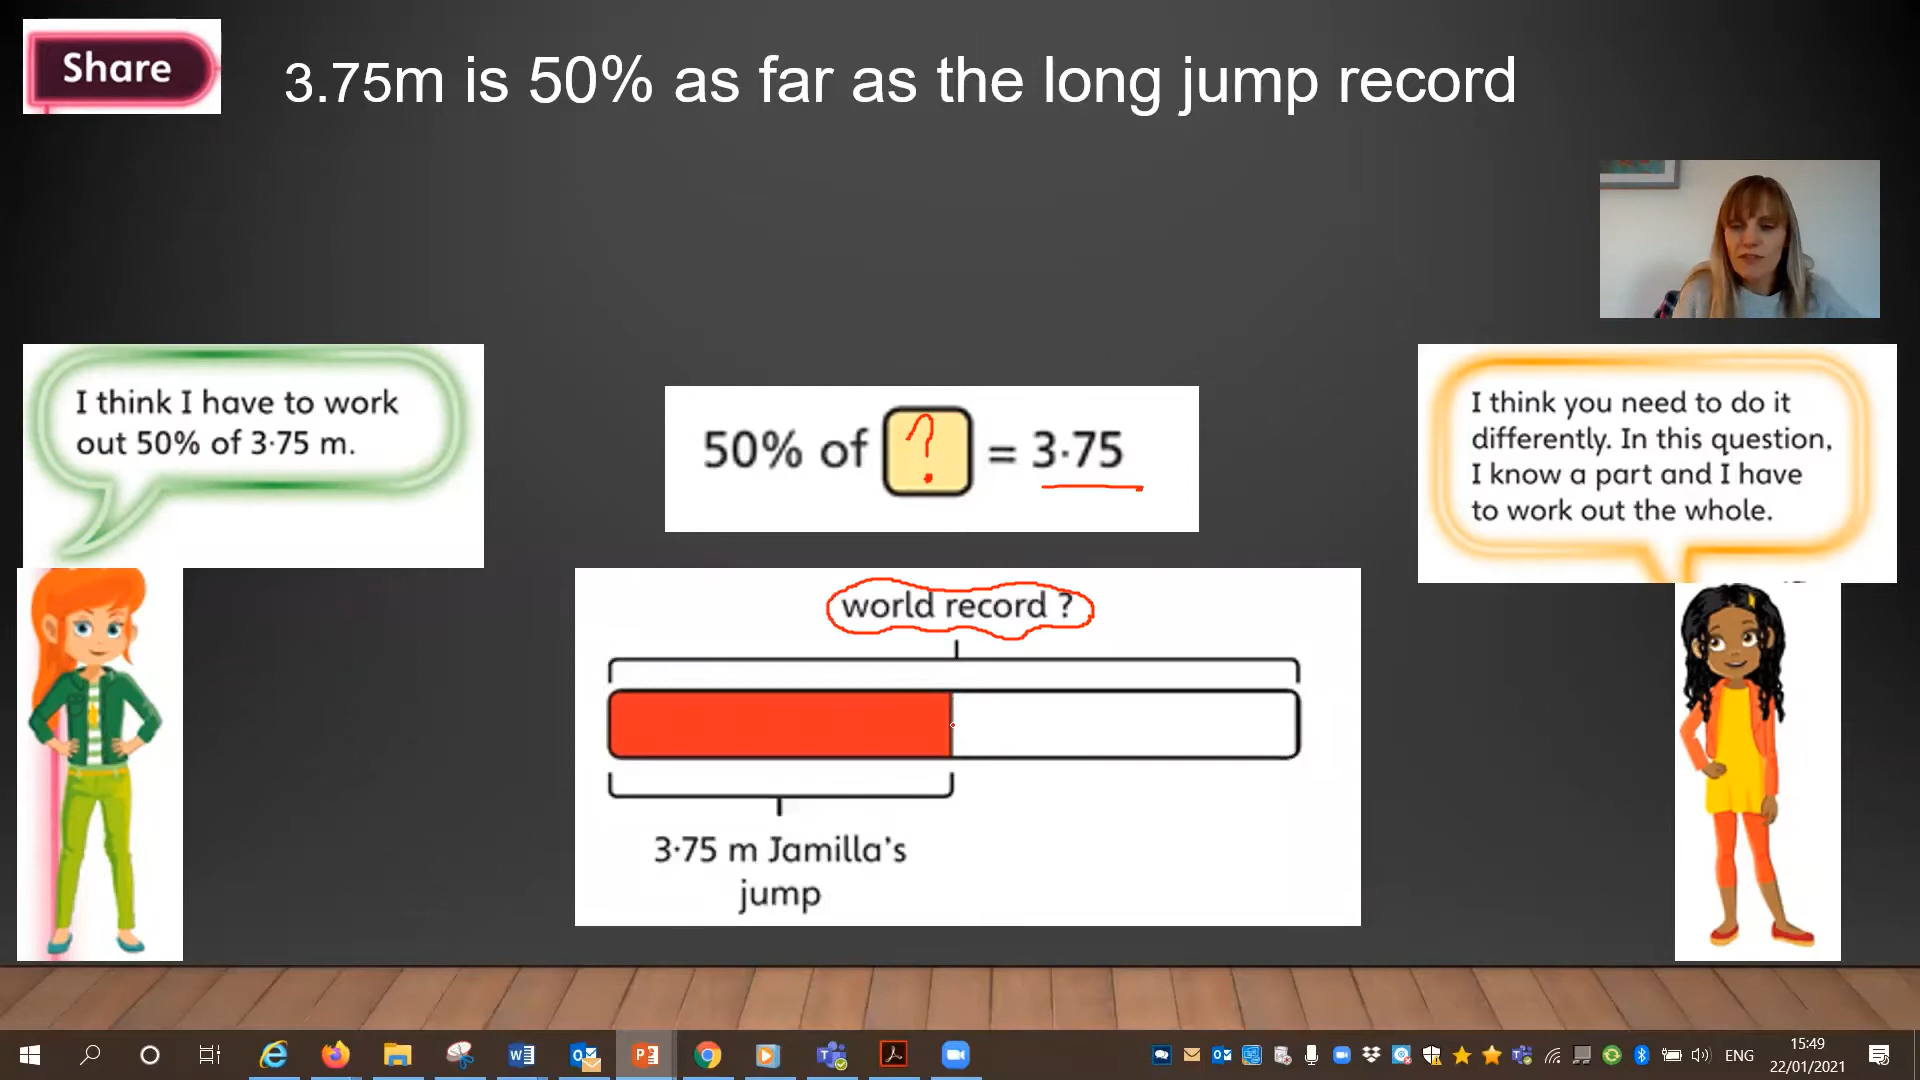 Share
3.75m is 50% as far as the long jump record
I think I have to work
out 50% of 3·75 m.
50% of ? = 3·75
I think you need to do it
differently. In this question,
I know a part and I have
to work out the whole.
world record ?
3·75 m Jamilla's
jump
ENG
15:49
22/01/2021